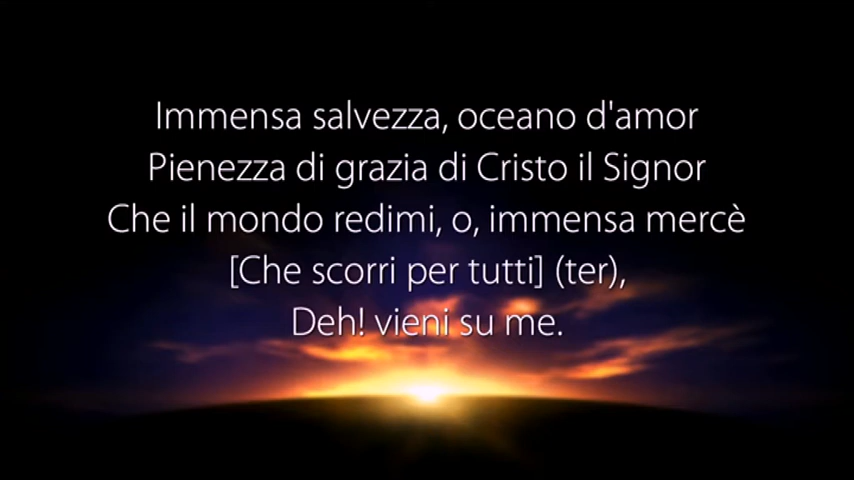 Immensa salvezza, oceano d'amor
Pienezza di grazia di Cristo il Signor
Che il mondo redimi, o, immensa mercè
[Che scorri per tutti] (ter),
Deh! vieni su me.